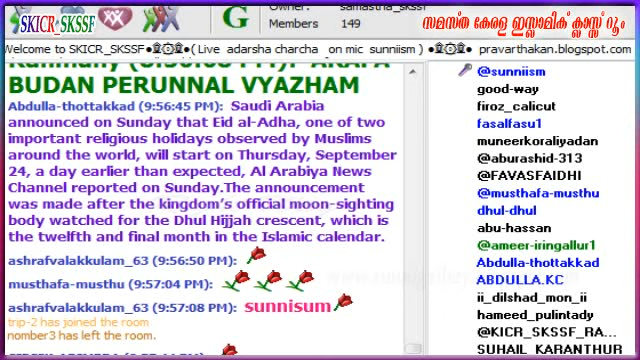 SKICR_SKSSF
G
Owner: samastha_skssf
Members 149
സമസ്ത കേരള ഇസ്ലാമിക് ക്ലാസ്സ് റൂം
Welcome to SKICR_SKSSF●۩۞۩●( Live adarsha charcha on mic sunniism ) ●۩۞۩● pravarthakan.blogspot.com
BUDAN PERUNNAL VYAZHAM
Abdulla-thottakkad (9:56:45 PM): Saudi Arabia
announced on Sunday that Eid al-Adha, one of two
important religious holidays observed by Muslims
around the world, will start on Thursday, September
24, a day earlier than expected, Al Arabiya News
Channel reported on Sunday.The announcement
was made after the kingdom's official moon-sighting
body watched for the Dhul Hijjah crescent, which is
the twelfth and final month in the Islamic calendar.
ashrafvalakkulam_63 (9:56:50 PM):
musthafa-musthu (9:57:04 PM):
ashrafvalakkulam_63 (9:57:08 PM): sunnisum
trip-2 has joined the room
nomber3 has left the room.
@sunniism
good-way
firoz_calicut
fasalfasu1
muneerkoraliyadan
@aburashid-313
@FAVASFAIDHI
@musthafa-musthu
dhul-dhul
abu-hassan
@ameer-iringallur1
Abdulla-thottakkad
ABDULLA.KC
ii_dilshad_mon_ii
hameed_pulintady
@KICR_SKSSF_RA...
SUHAIL_KARANTHUR